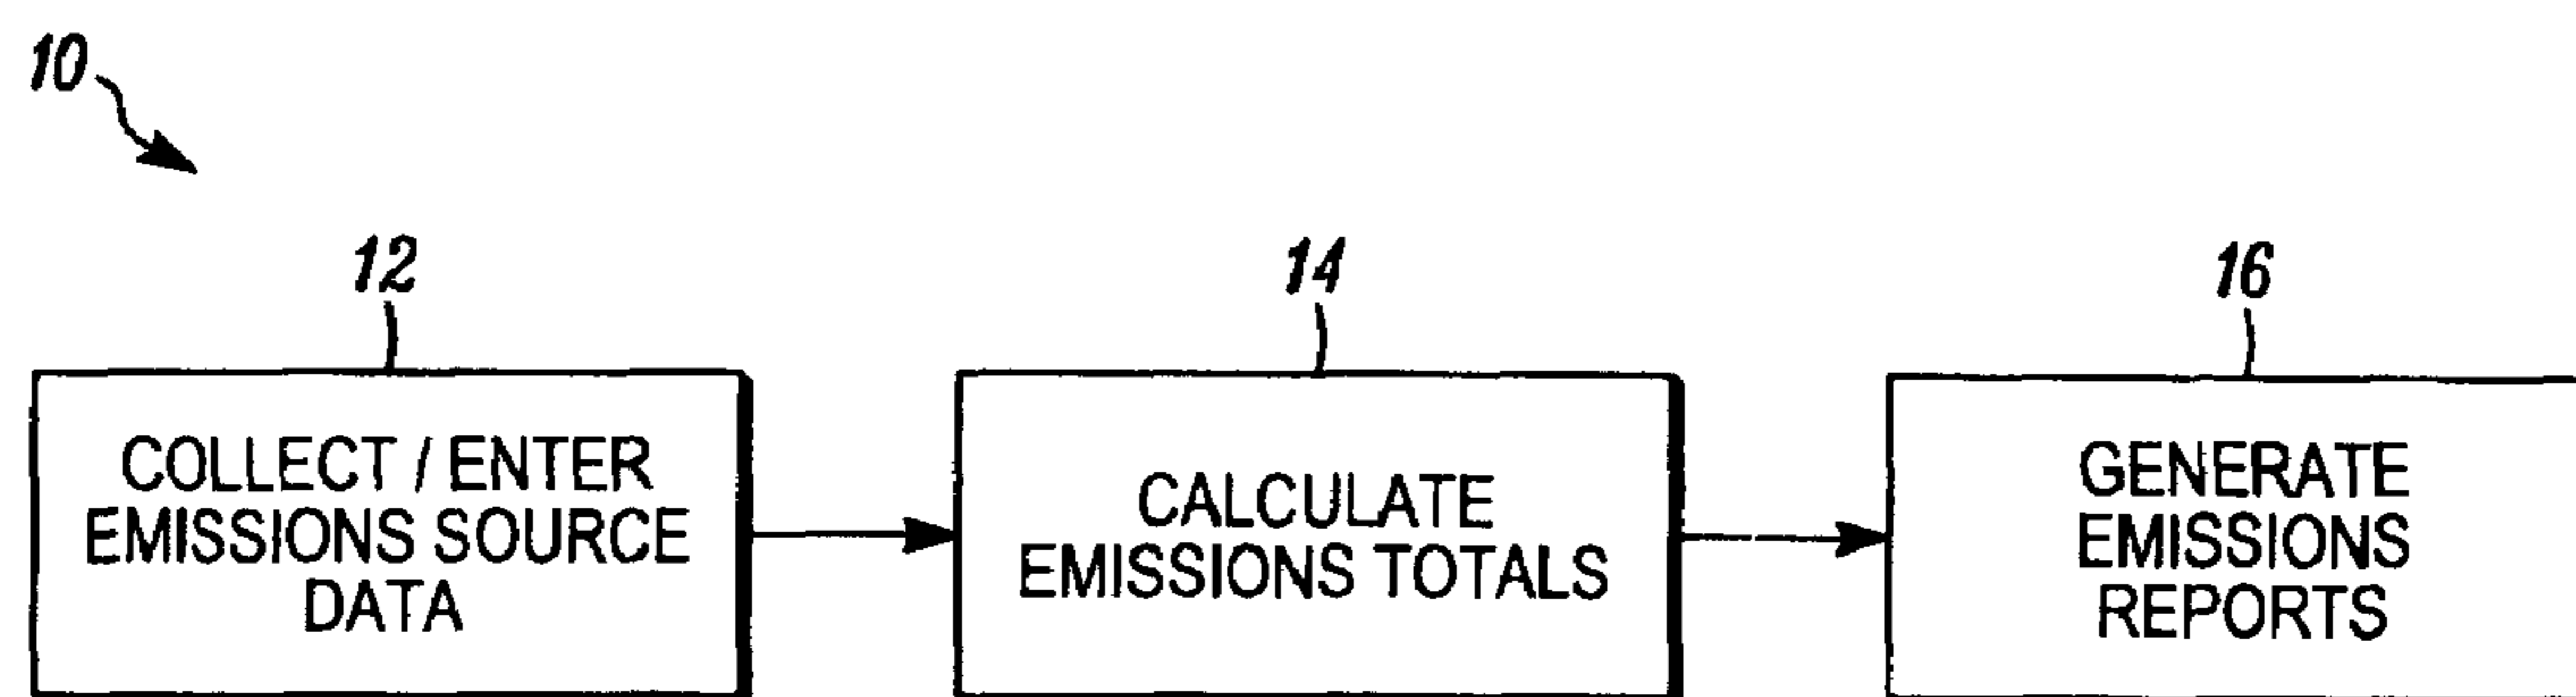 10
12
14
16
COLLECT / ENTER
EMISSIONS SOURCE
DATA
CALCULATE
EMISSIONS TOTALS
GENERATE
EMISSIONS
REPORTS